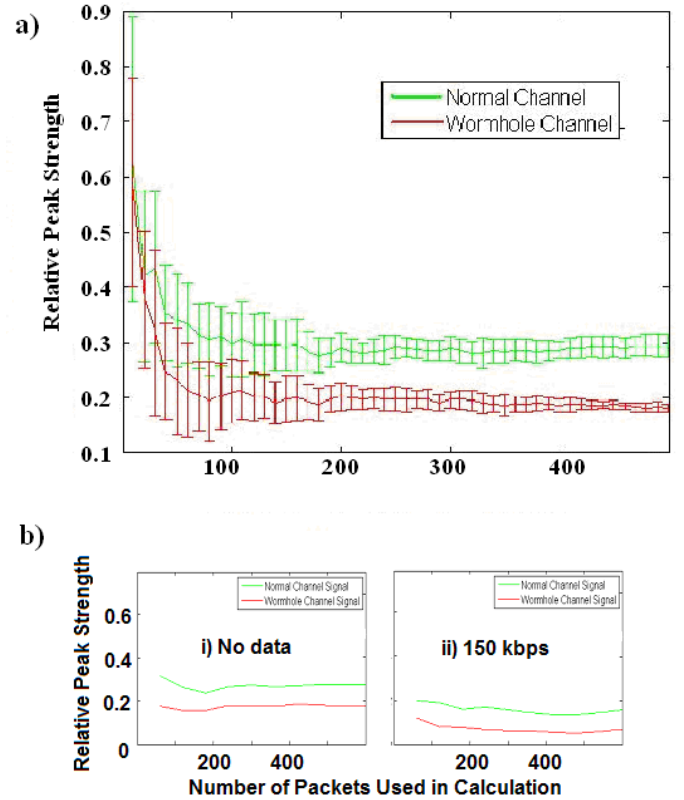 a)
0.9
0.8
0.7
0.6
0.5
0.4
0.3
0.2
0.1
Relative Peak Strength
Normal Channel
Wormhole Channel
100
200
300
400
b)
Relative Peak Strength
0.6
0.4
0.2
0
Normal Channel Signal
Wormhole Channel Signal
i) No data
200
400
Normal Channel Signal
Wormhole Channel Signal
ii) 150 kbps
200
400
Number of Packets Used in Calculation